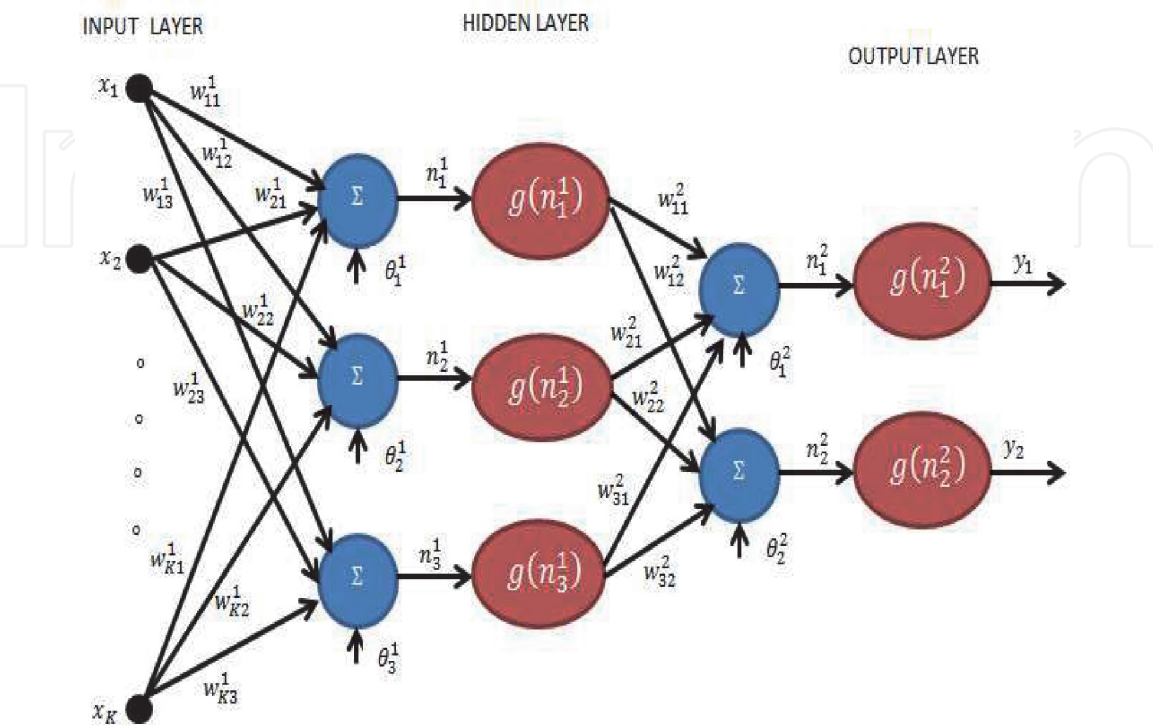 INPUT LAYER
HIDDEN LAYER
OUTPUT LAYER
x₁
w¹₁₁
w¹₁₂
w¹₁₃
w¹₂₁
Σ
n¹₁
g(n¹₁)
w²₁₁
x₂
θ¹₁
w²₁₂
Σ
n²₁
g(n²₁)
y₁
w¹₂₂
w²₂₁
θ²₁
w¹₂₃
Σ
n¹₂
g(n¹₂)
w²₂₂
θ¹₂
Σ
n²₂
g(n²₂)
y₂
w²₃₁
θ²₂
w¹K1
Σ
n¹₃
g(n¹₃)
w²₃₂
w¹K2
θ¹₃
w¹K3
xK